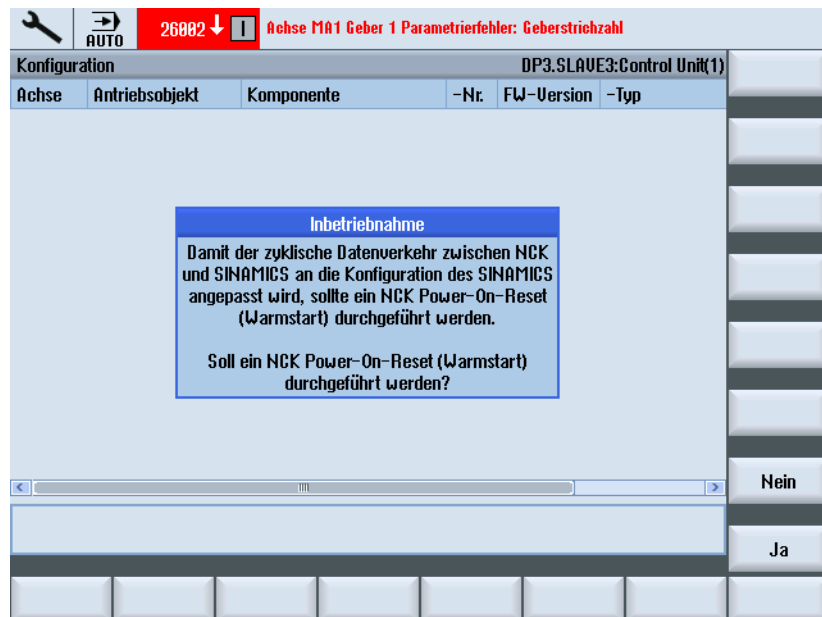 AUTO
26002
Achse MA1 Geber 1 Parametrierfehler: Geberstrichzahl
Konfiguration DP3.SLAVE3:Control Unit(1)
Achse Antriebsobjekt Komponente -Nr. FW-Version -Typ
Inbetriebnahme
Damit der zyklische Datenverkehr zwischen NCK
und SINAMICS an die Konfiguration des SINAMICS
angepasst wird, sollte ein NCK Power-On-Reset
(Warmstart) durchgeführt werden.
Soll ein NCK Power-On-Reset (Warmstart)
durchgeführt werden?
Nein
Ja